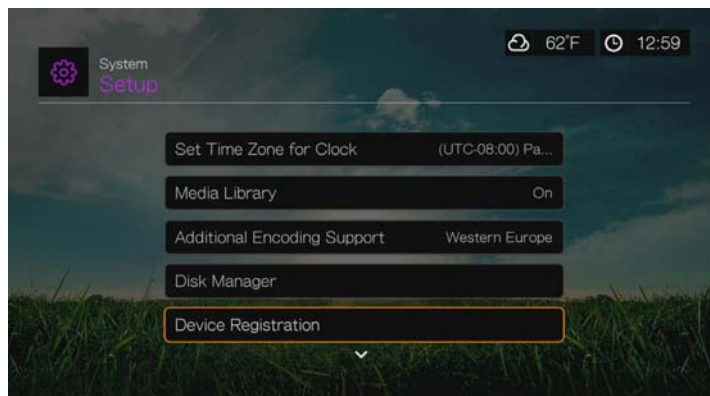 62°F 12:59
System
Setup
Set Time Zone for Clock (UTC-08:00) Pa...
Media Library On
Additional Encoding Support Western Europe
Disk Manager
Device Registration